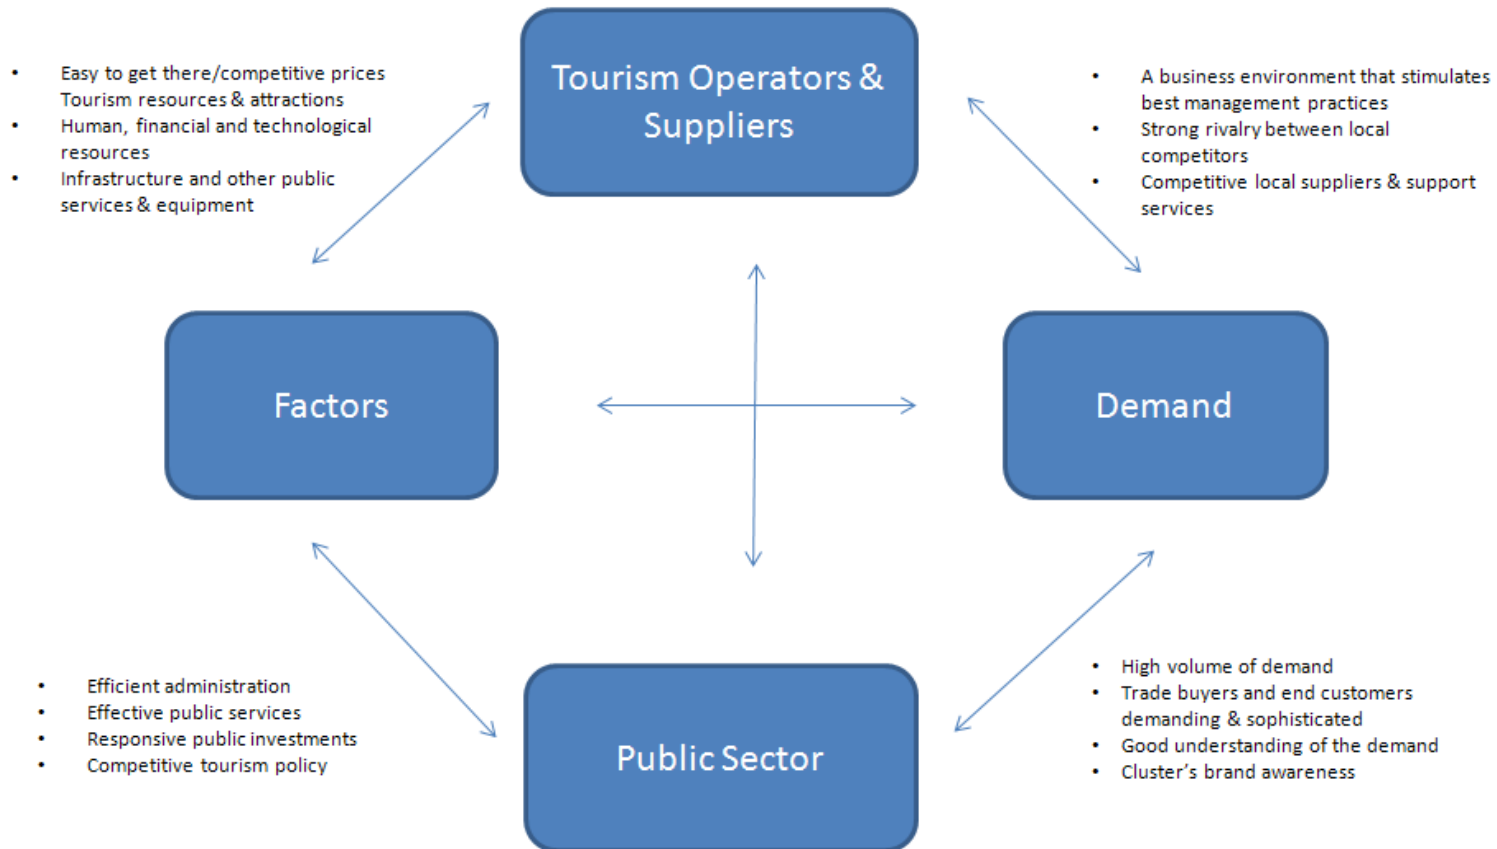 Tourism Operators &
Suppliers
• Easy to get there/competitive prices
Tourism resources & attractions
• Human, financial and technological
resources
• Infrastructure and other public
services & equipment
• A business environment that stimulates
best management practices
• Strong rivalry between local
competitors
• Competitive local suppliers & support
services
Factors
Demand
• Efficient administration
• Effective public services
• Responsive public investments
• Competitive tourism policy
Public Sector
• High volume of demand
• Trade buyers and end customers
demanding & sophisticated
• Good understanding of the demand
• Cluster's brand awareness